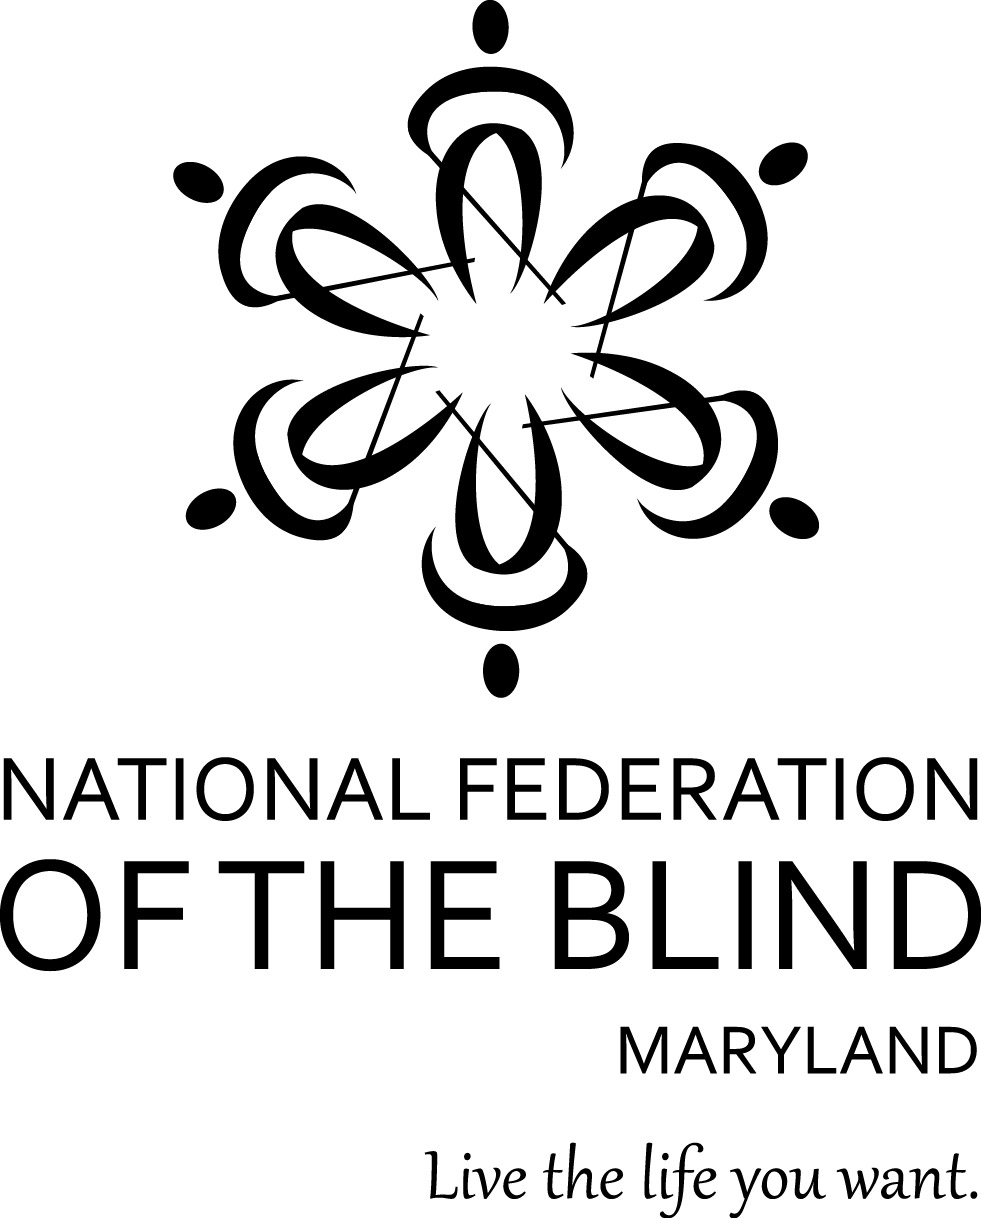 NATIONAL FEDERATION
OF THE BLIND
MARYLAND
Live the life you want.